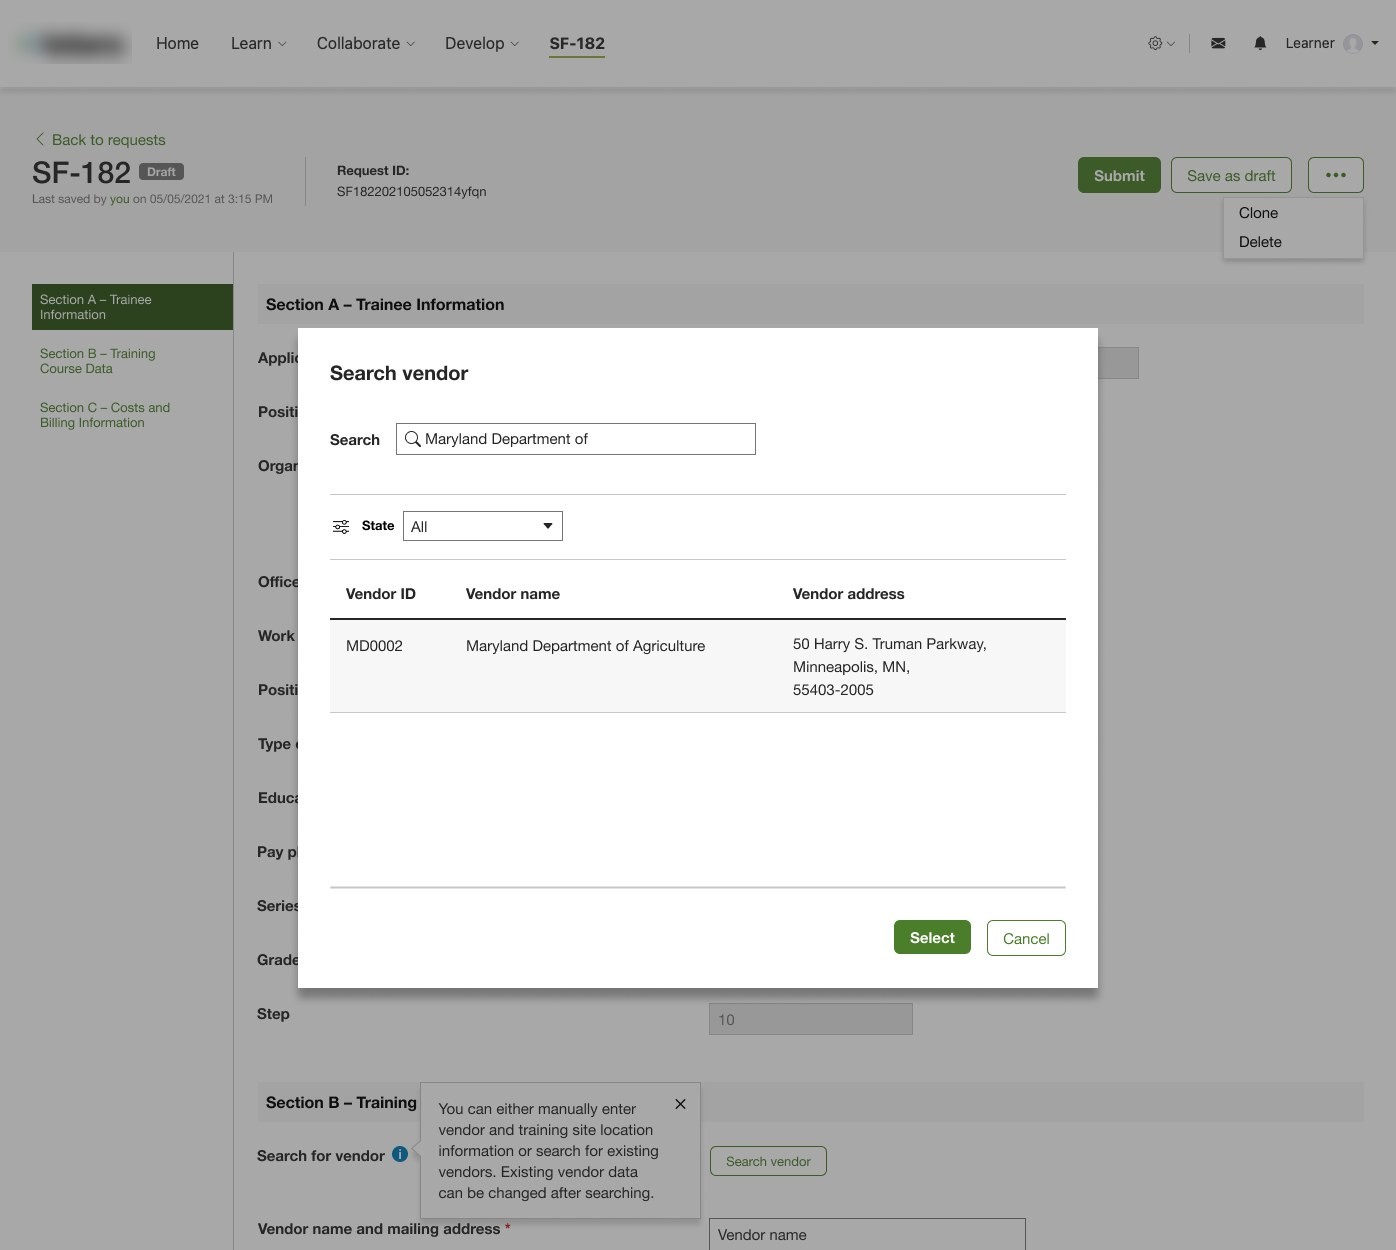 Home Learn Collaborate Develop SF-182 Learner
Back to requests
SF-182 Draft
Last saved by you on 05/05/2021 at 3:15 PM
Request ID:
SF182202105052314yfqn
Submit Save as draft
Clone
Delete
Section A – Trainee
Information
Section B – Training
Course Data
Section C – Costs and
Billing Information
Section A – Trainee Information
Search vendor
Search Maryland Department of
State All
Vendor ID Vendor name Vendor address
MD0002 Maryland Department of Agriculture 50 Harry S. Truman Parkway,
Minneapolis, MN,
55403-2005
Select Cancel
Office
Work
Type
Series
Grade
Step 10
Section B – Training
You can either manually enter
vendor and training site location
information or search for existing
vendors. Existing vendor data
can be changed after searching.
Search for vendor Search vendor
Vendor name and mailing address * Vendor name